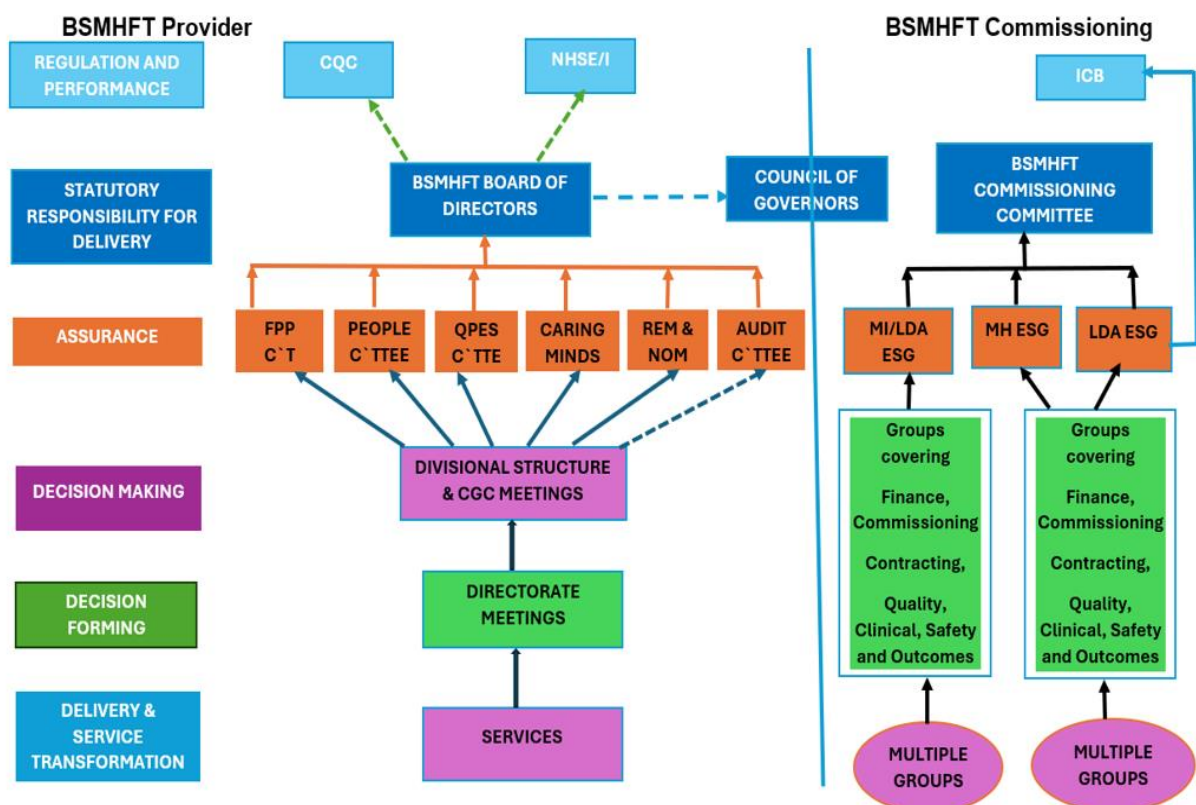 BSMHFT Provider
BSMHFT Commissioning
REGULATION AND
PERFORMANCE
CQC
NHSE/I
ICB
STATUTORY
RESPONSIBILITY FOR
DELIVERY
BSMHFT BOARD OF
DIRECTORS
COUNCIL OF
GOVERNORS
BSMHFT
COMMISSIONING
COMMITTEE
ASSURANCE
FPP
C`T
PEOPLE
C`TTEE
QPES
C`TTE
CARING
MINDS
REM &
NOM
AUDIT
C`TTEE
MI/LDA
ESG
MH ESG
LDA ESG
DECISION MAKING
DIVISIONAL STRUCTURE
& CGC MEETINGS
Groups
covering
Finance,
Commissioning
Contracting,
Quality,
Clinical, Safety
and Outcomes
Groups
covering
Finance,
Commissioning
Contracting,
Quality,
Clinical, Safety
and Outcomes
DECISION
FORMING
DIRECTORATE
MEETINGS
DELIVERY &
SERVICE
TRANSFORMATION
SERVICES
MULTIPLE
GROUPS
MULTIPLE
GROUPS